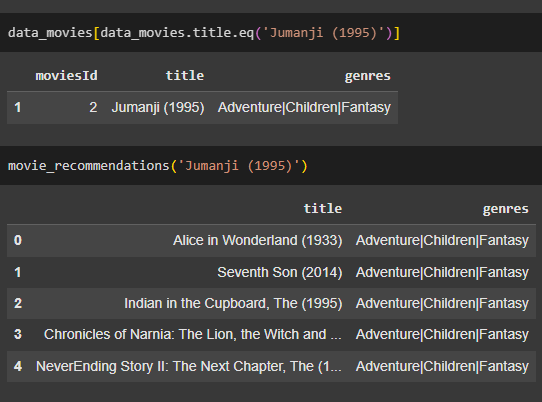 data_movies[data_movies.title.eq('Jumanji (1995)')]
moviesId title genres
1 2 Jumanji (1995) Adventure|Children|Fantasy
movie_recommendations('Jumanji (1995)')
title genres
0 Alice in Wonderland (1933) Adventure|Children|Fantasy
1 Seventh Son (2014) Adventure|Children|Fantasy
2 Indian in the Cupboard, The (1995) Adventure|Children|Fantasy
3 Chronicles of Narnia: The Lion, the Witch and ... Adventure|Children|Fantasy
4 NeverEnding Story II: The Next Chapter, The (1... Adventure|Children|Fantasy